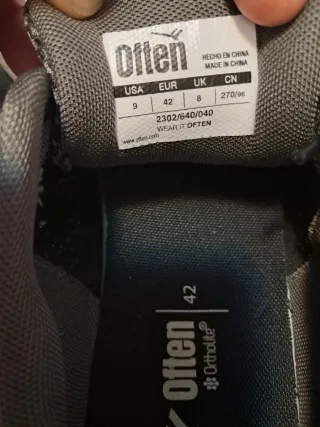 Often
HECHO EN CHINA
MADE IN CHINA
USA EUR UK CN
9 42 8 270/96
2302/640/040
WEAR IT OFTEN
www.often.com
42
Often
Ortholite®